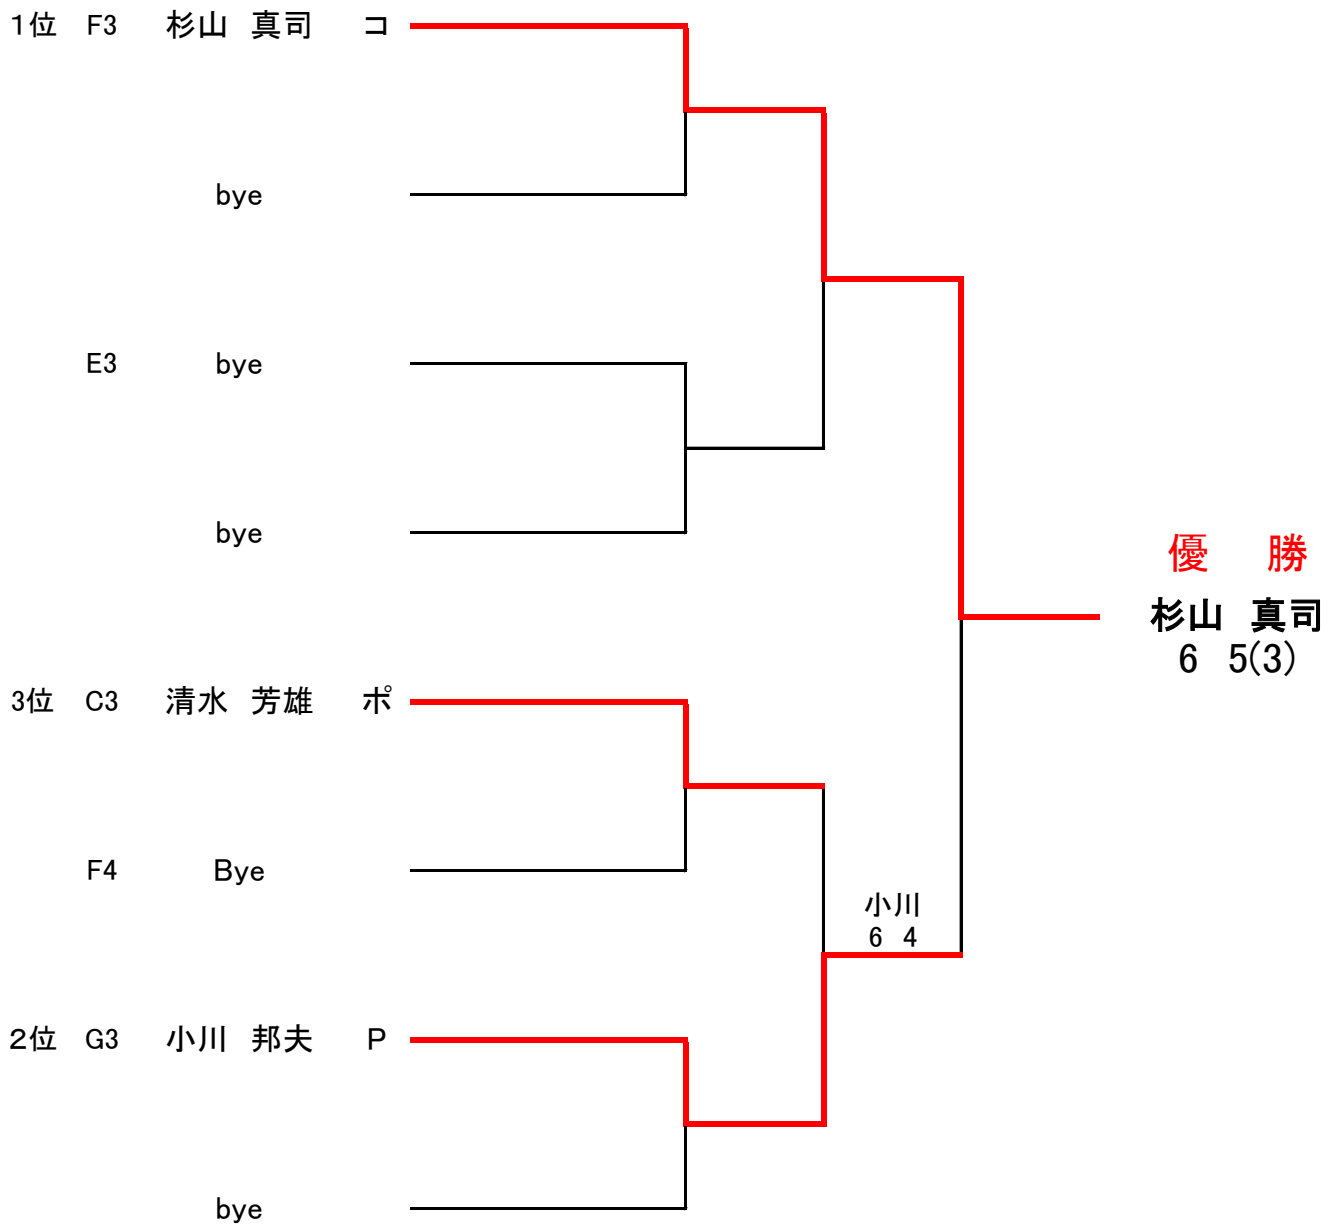 1位 F3 杉山 真司 コ
bye
E3 bye
bye
優 勝
杉山 真司
6 5(3)
3位 C3 清水 芳雄 ポ
F4 Bye
小川
6 4
2位 G3 小川 邦夫 P
bye